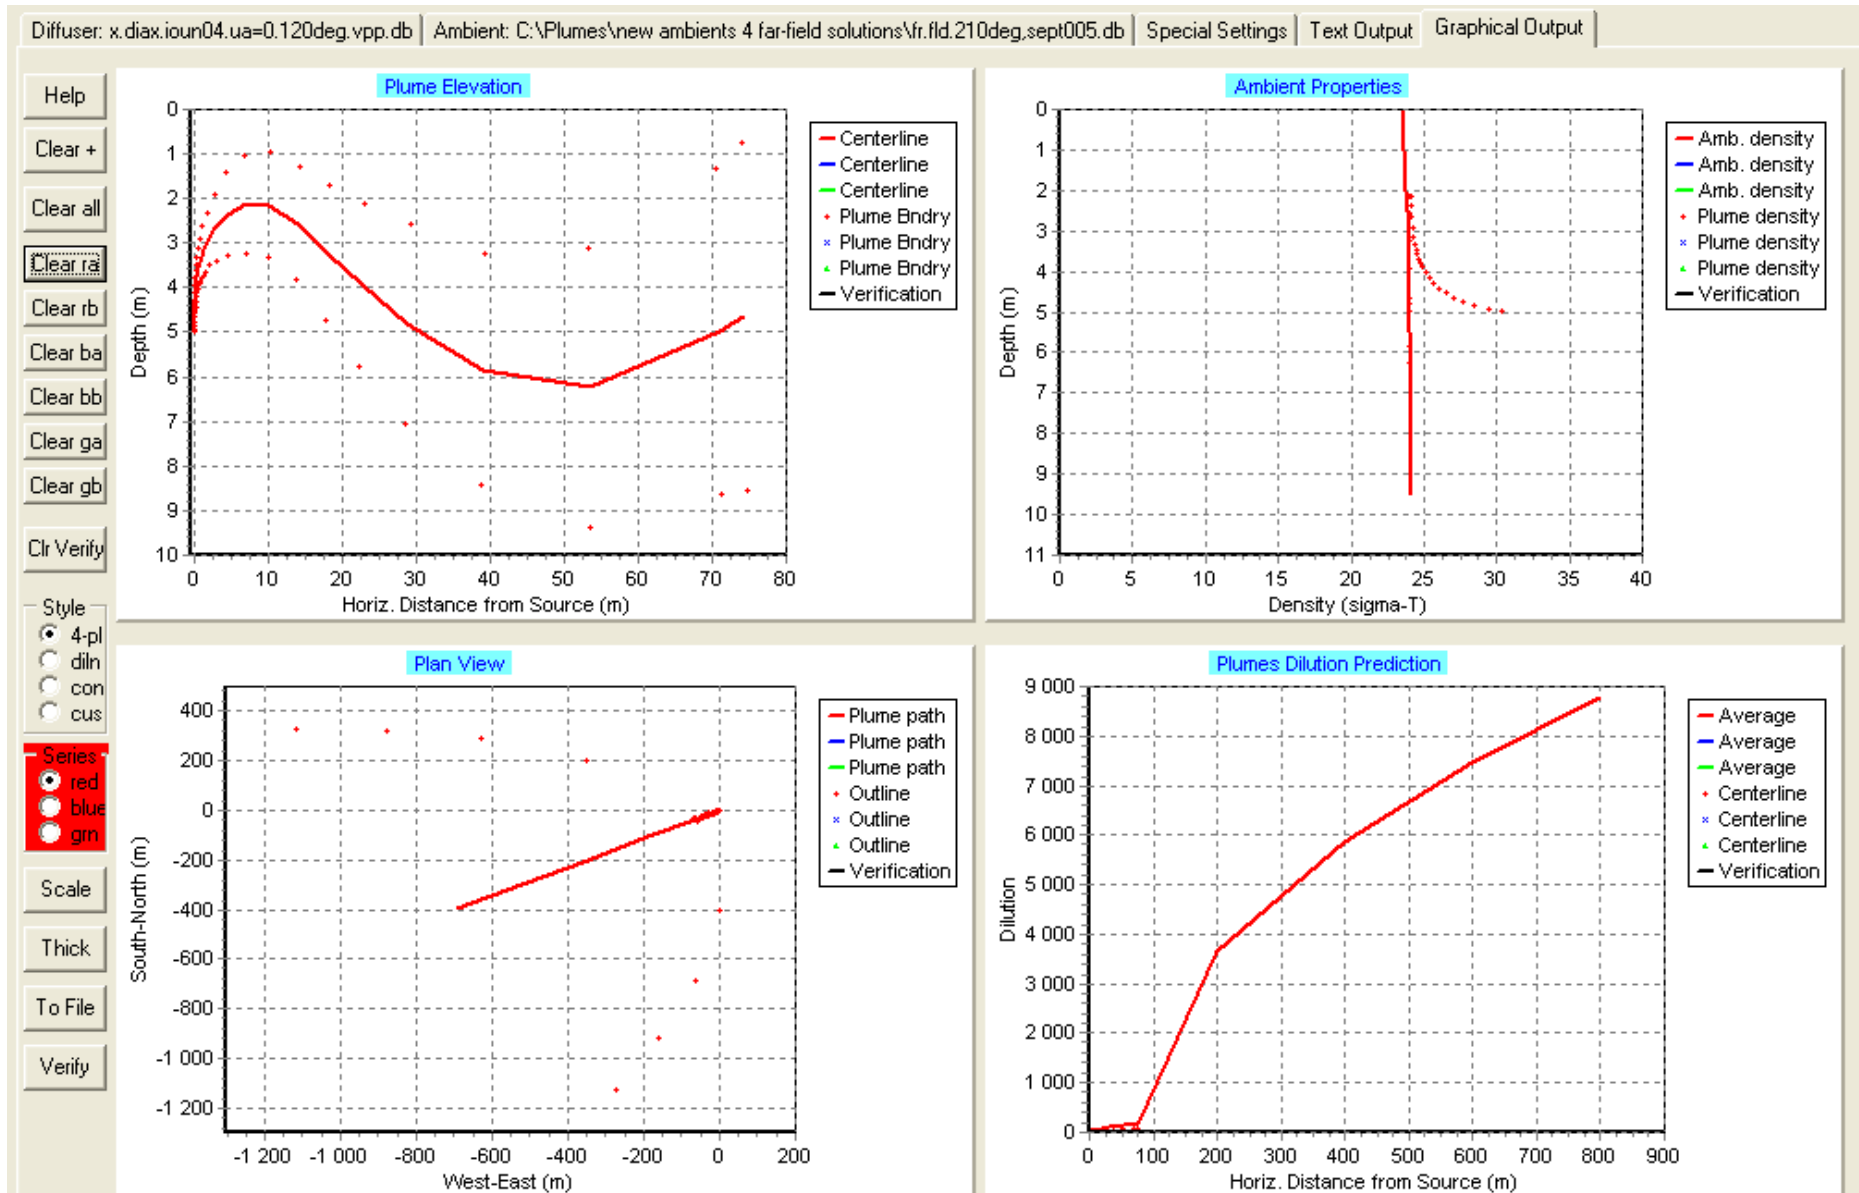 Diffuser: x.diax.ioun04.ua=0.120deg.vpp.db
Ambient: C:\Plumes\new ambients 4 far-field solutions\fr.fld.210deg,sept005.db
Special Settings
Text Output
Graphical Output
Help
Clear +
Clear all
Clear ra
Clear rb
Clear ba
Clear bb
Clear ga
Clear gb
Clr Verify
Style
4-pl
diln
con
cus
Series
red
blue
grn
Scale
Thick
To File
Verify
Plume Elevation
Depth (m)
0
1
2
3
4
5
6
7
8
9
10
0 10 20 30 40 50 60 70 80
Horiz. Distance from Source (m)
Centerline
Centerline
Centerline
Plume Bndry
Plume Bndry
Plume Bndry
Verification
Ambient Properties
Depth (m)
0
1
2
3
4
5
6
7
8
9
10
11
0 5 10 15 20 25 30 35 40
Density (sigma-T)
Amb. density
Amb. density
Amb. density
Plume density
Plume density
Plume density
Verification
Plan View
South-North (m)
400
200
0
-200
-400
-600
-800
-1 000
-1 200
-1 200 -1 000 -800 -600 -400 -200 0 200
West-East (m)
Plume path
Plume path
Plume path
Outline
Outline
Outline
Verification
Plumes Dilution Prediction
Dilution
9 000
8 000
7 000
6 000
5 000
4 000
3 000
2 000
1 000
0
0 100 200 300 400 500 600 700 800 900
Horiz. Distance from Source (m)
Average
Average
Average
Centerline
Centerline
Centerline
Verification